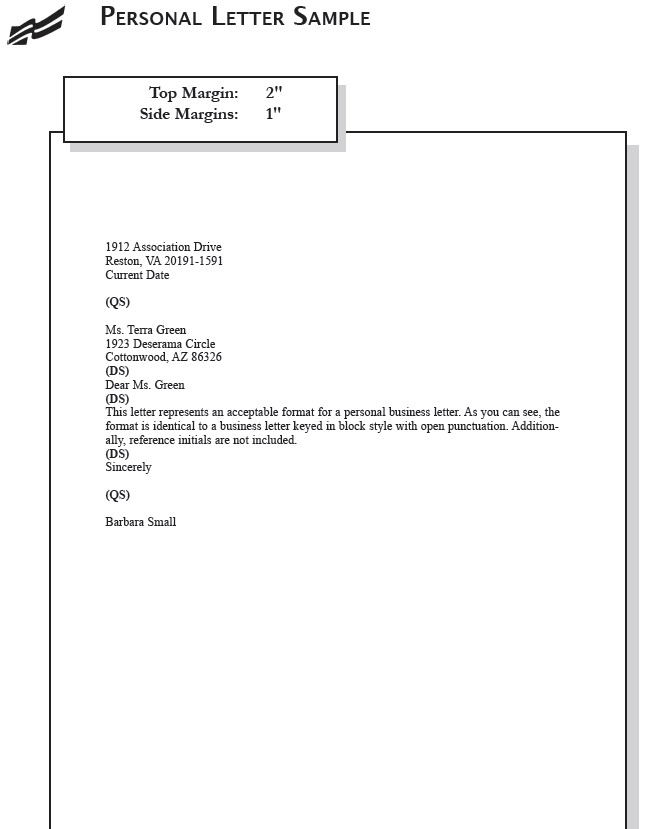 PERSONAL LETTER SAMPLE
Top Margin: 2"
Side Margins: 1"
1912 Association Drive
Reston, VA 20191-1591
Current Date
(QS)
Ms. Terra Green
1923 Deserama Circle
Cottonwood, AZ 86326
(DS)
Dear Ms. Green
(DS)
This letter represents an acceptable format for a personal business letter. As you can see, the
format is identical to a business letter keyed in block style with open punctuation. Addition-
ally, reference initials are not included.
(DS)
Sincerely
(QS)
Barbara Small